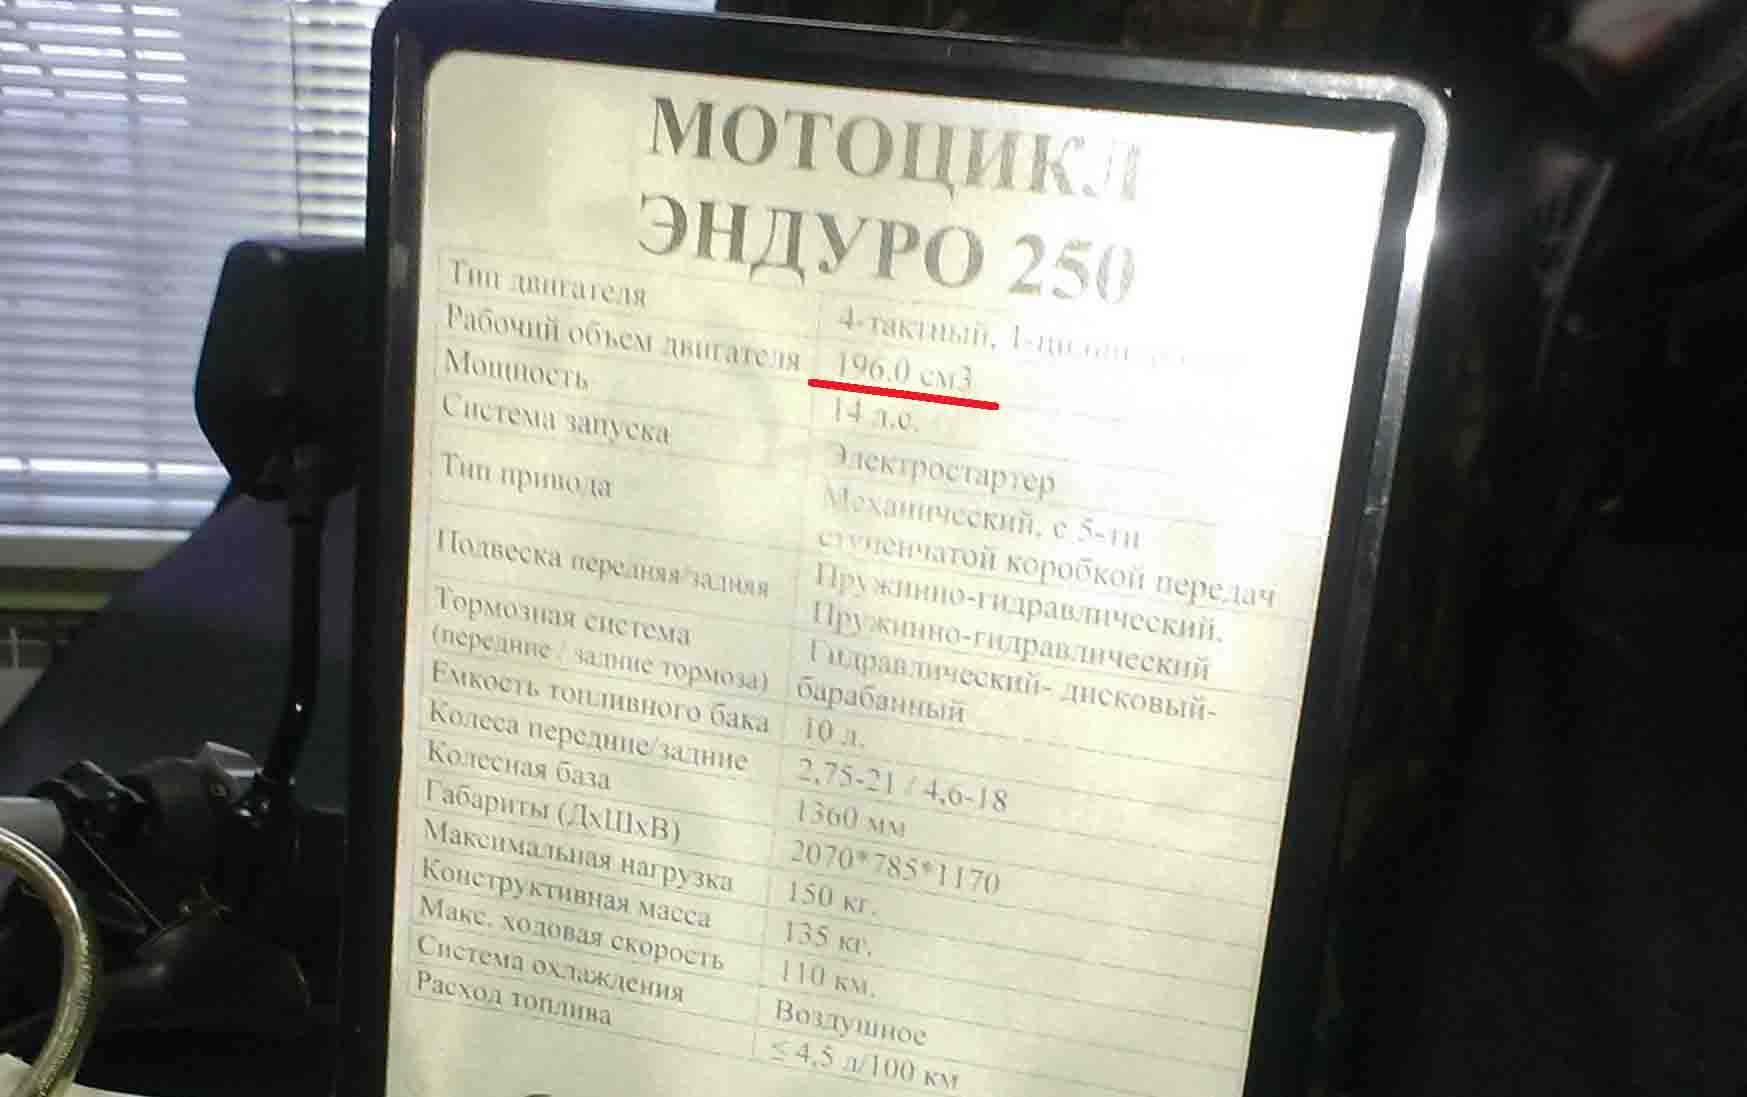 МОТОЦИКЛ
ЭНДУРО 250
Тип двигателя 4-тактный,
Рабочий объем двигателя 196.0 см3
Мощность 14 л.с.
Система запуска Электростартер
Тип привода Механический, с 5-ти
ступенчатой коробкой передач
Подвеска передняя/задняя Пружинно-гидравлический,
Пружинно-гидравлический
Тормозная система Гидравлический- дисковый-
(передние / задние тормоза) барабанный
Емкость топливного бака 10 л.
Колеса передние/задние 2,75-21 / 4,6-18
Колесная база 1360 мм
Габариты (ДхШхВ) 2070*785*1170
Максимальная нагрузка 150 кг.
Конструктивная масса 135 кг.
Макс. ходовая скорость 110 км.
Система охлаждения Воздушное
Расход топлива ≤ 4,5 л/100 км